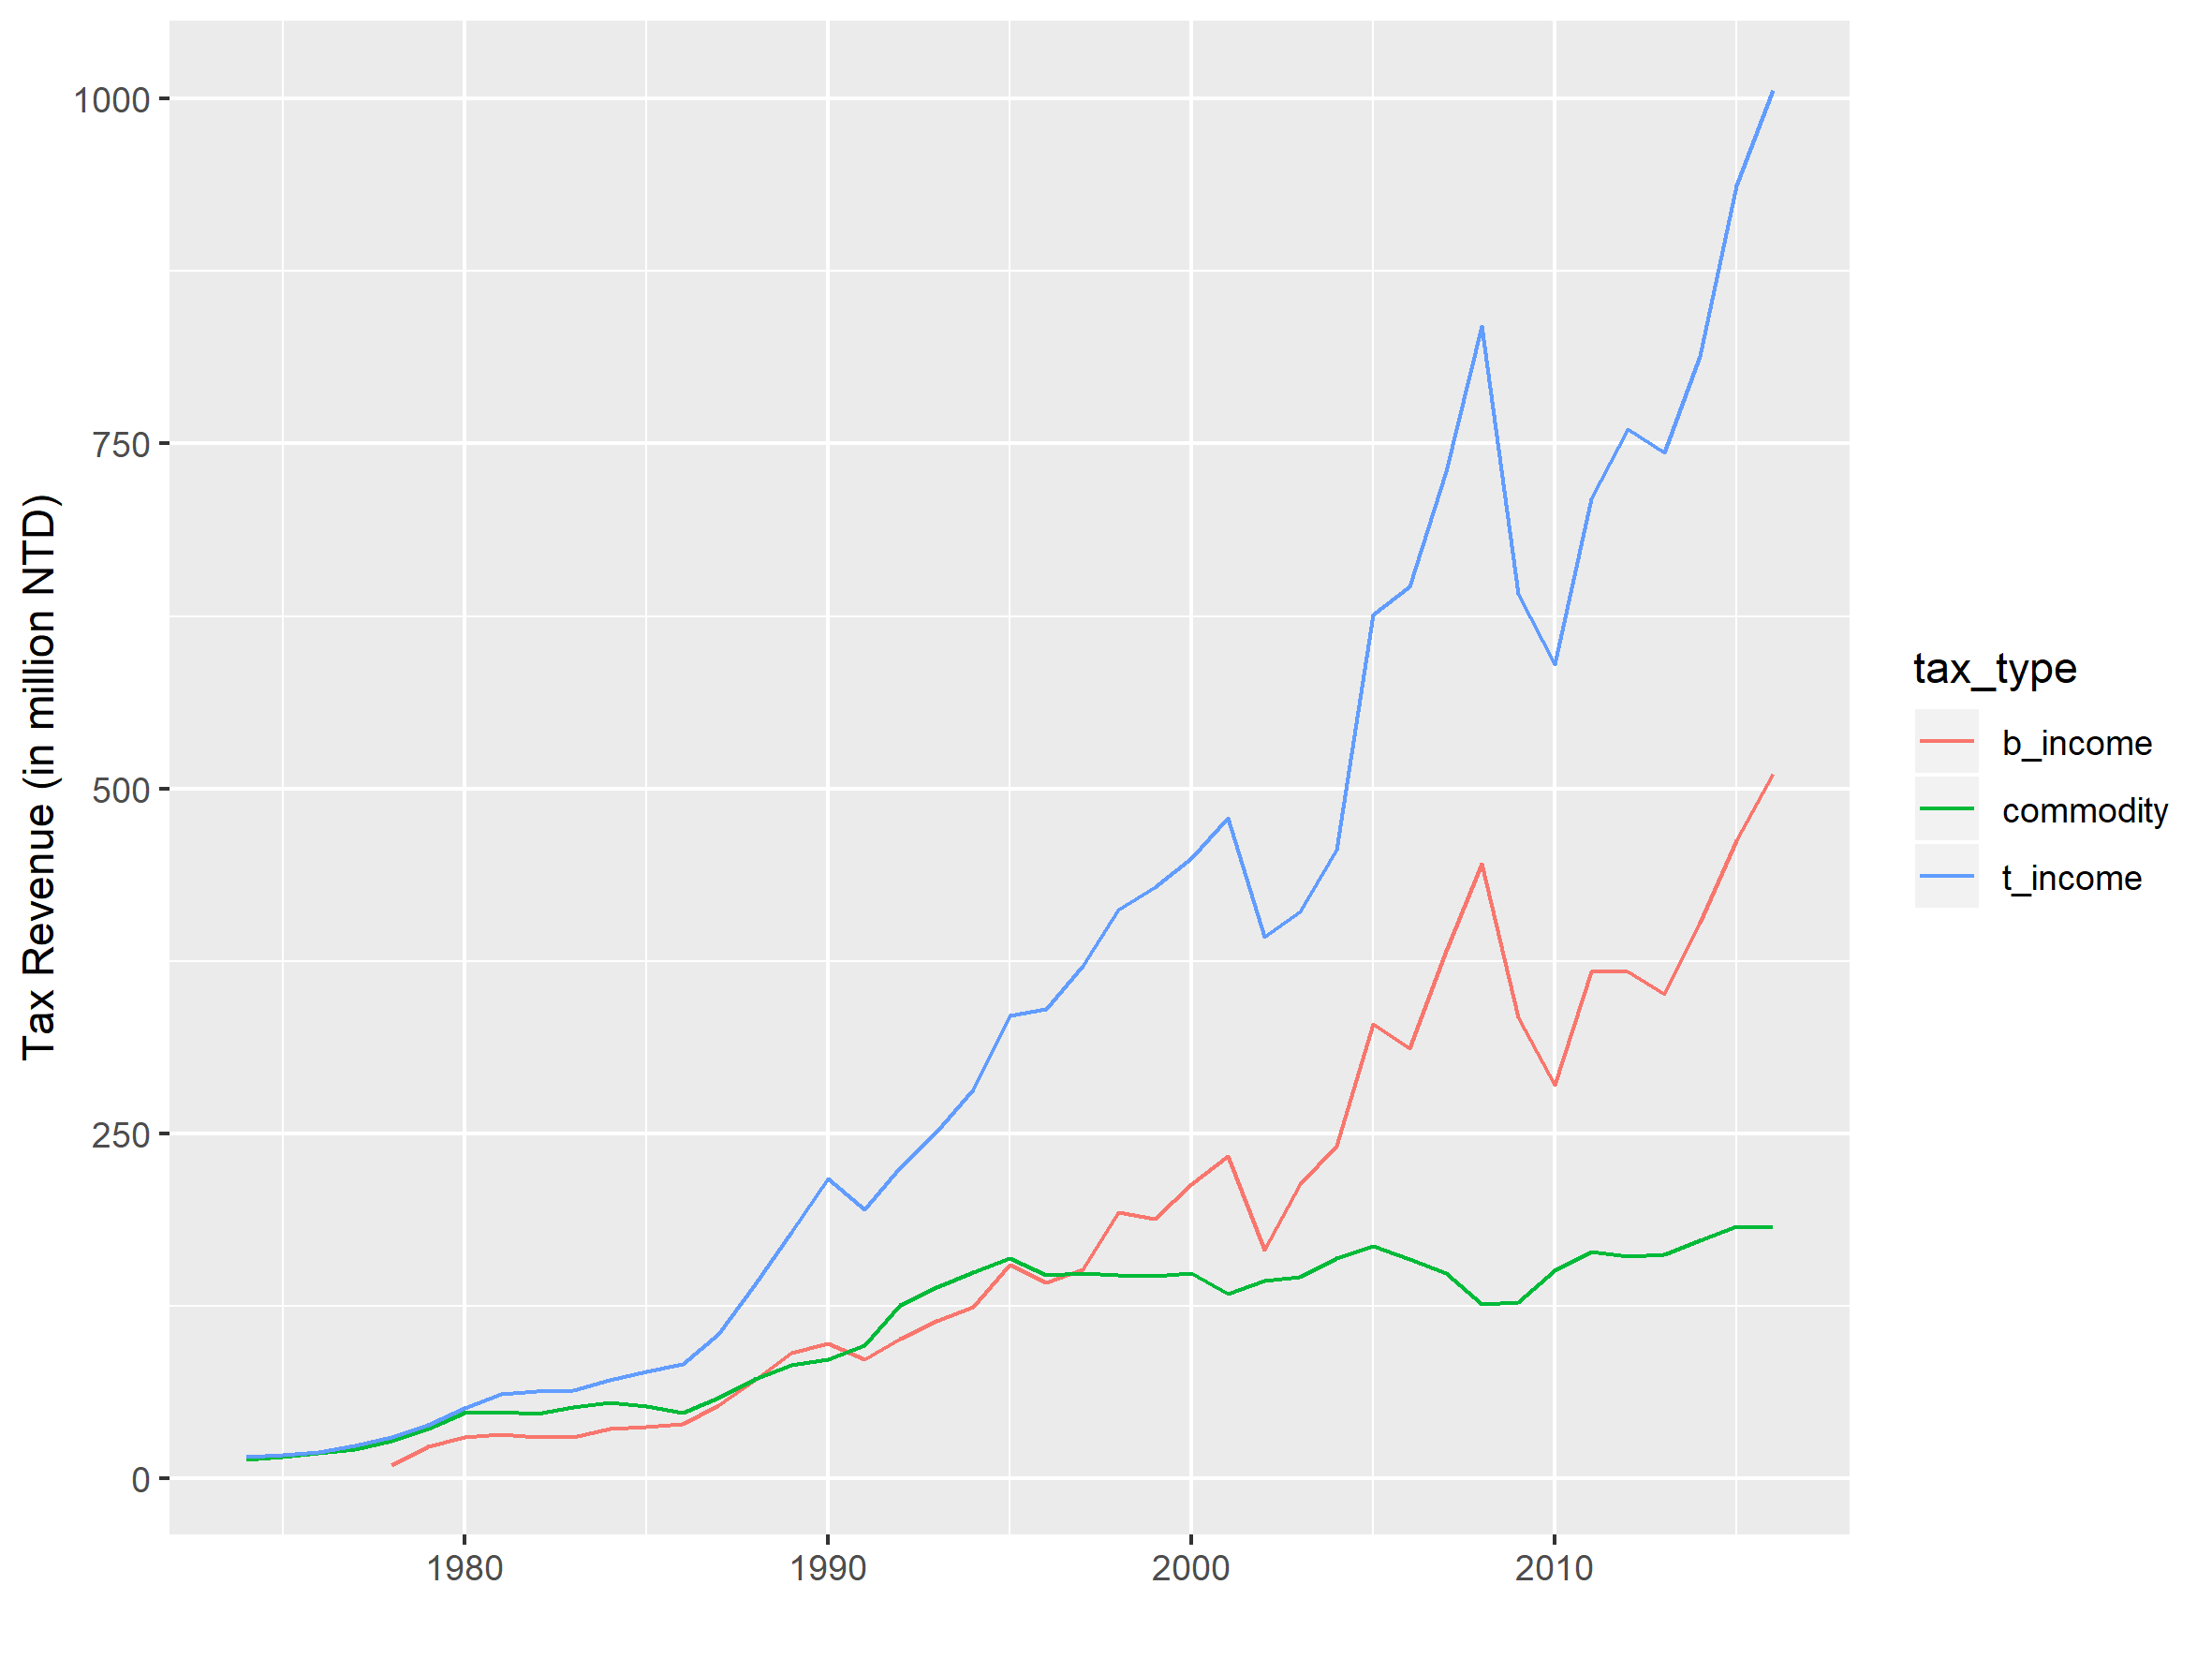 Tax Revenue (in million NTD)
1000
750
500
250
0
1980 1990 2000 2010
tax_type
b_income
commodity
t_income